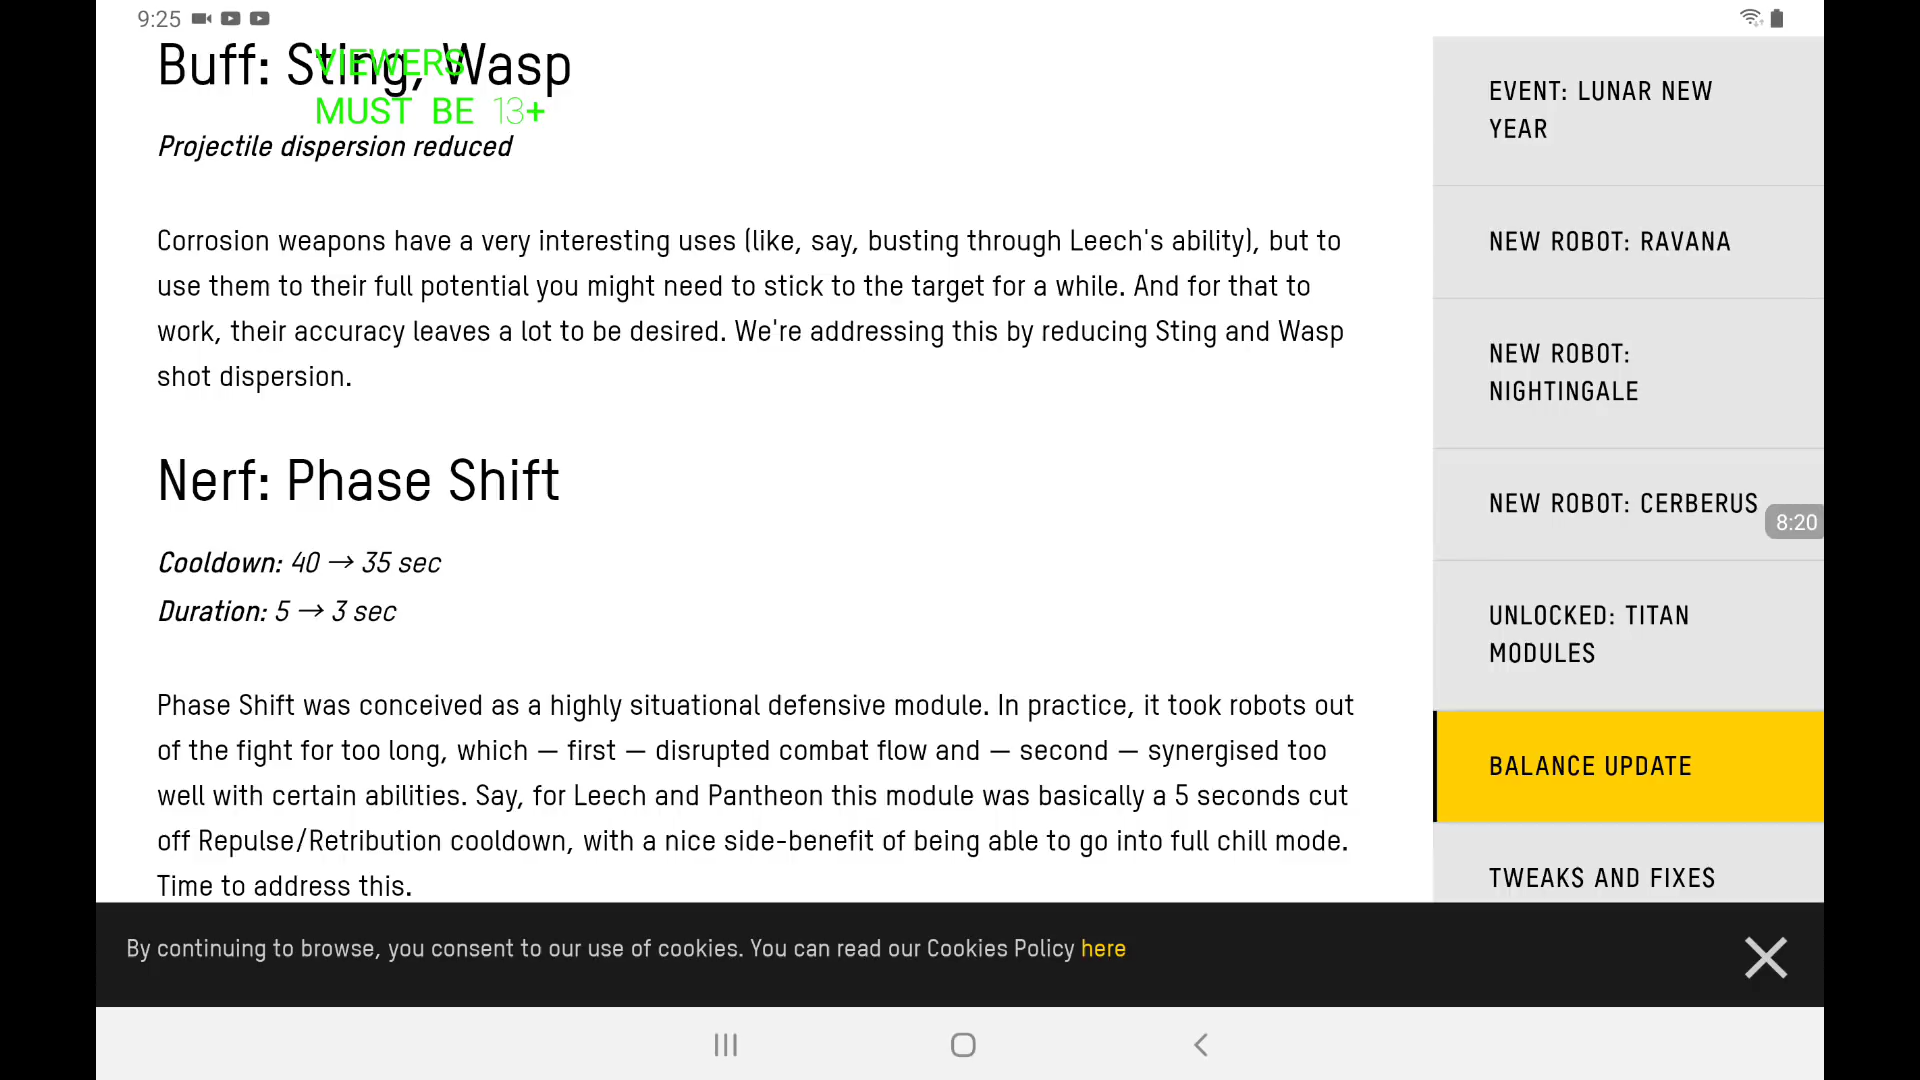 9:25
Buff: Sting, Wasp
VIEWERS
MUST BE 13+
Projectile dispersion reduced
Corrosion weapons have a very interesting uses (like, say, busting through Leech's ability), but to
use them to their full potential you might need to stick to the target for a while. And for that to
work, their accuracy leaves a lot to be desired. We're addressing this by reducing Sting and Wasp
shot dispersion.
Nerf: Phase Shift
Cooldown: 40 → 35 sec
Duration: 5 → 3 sec
Phase Shift was conceived as a highly situational defensive module. In practice, it took robots out
of the fight for too long, which — first — disrupted combat flow and — second — synergised too
well with certain abilities. Say, for Leech and Pantheon this module was basically a 5 seconds cut
off Repulse/Retribution cooldown, with a nice side-benefit of being able to go into full chill mode.
Time to address this.
EVENT: LUNAR NEW
YEAR
NEW ROBOT: RAVANA
NEW ROBOT:
NIGHTINGALE
NEW ROBOT: CERBERUS
8:20
UNLOCKED: TITAN
MODULES
BALANCE UPDATE
TWEAKS AND FIXES
By continuing to browse, you consent to our use of cookies. You can read our Cookies Policy here